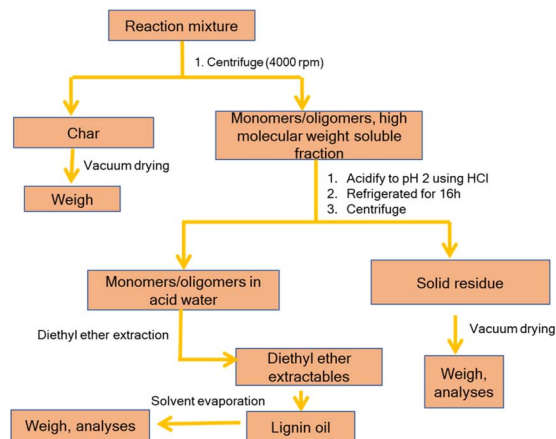 Reaction mixture
1. Centrifuge (4000 rpm)
Char
Monomers/oligomers, high
molecular weight soluble
fraction
Vacuum drying
Weigh
1. Acidify to pH 2 using HCl
2. Refrigerated for 16h
3. Centrifuge
Monomers/oligomers in
acid water
Solid residue
Diethyl ether extraction
Vacuum drying
Diethyl ether
extractables
Weigh,
analyses
Solvent evaporation
Weigh, analyses
Lignin oil